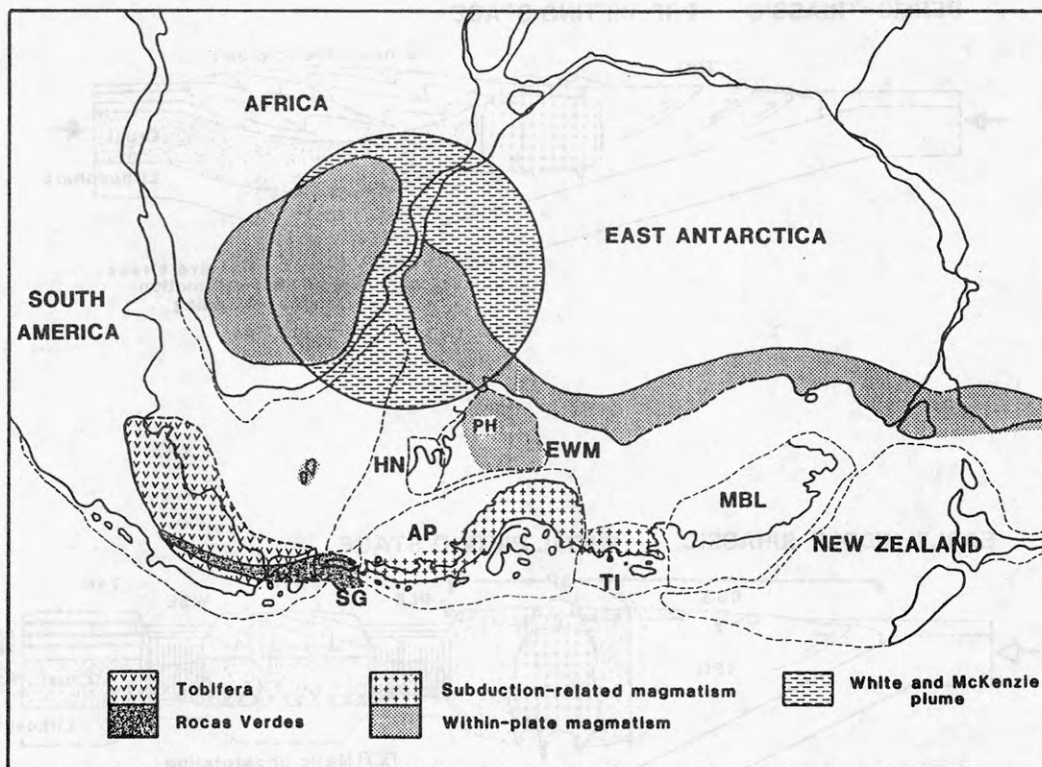 AFRICA
EAST ANTARCTICA
SOUTH
AMERICA
PH
HN
EWM
MBL
AP
NEW ZEALAND
TI
SG
Tobifera
Subduction-related magmatism
White and McKenzie
plume
Rocas Verdes
Within-plate magmatism